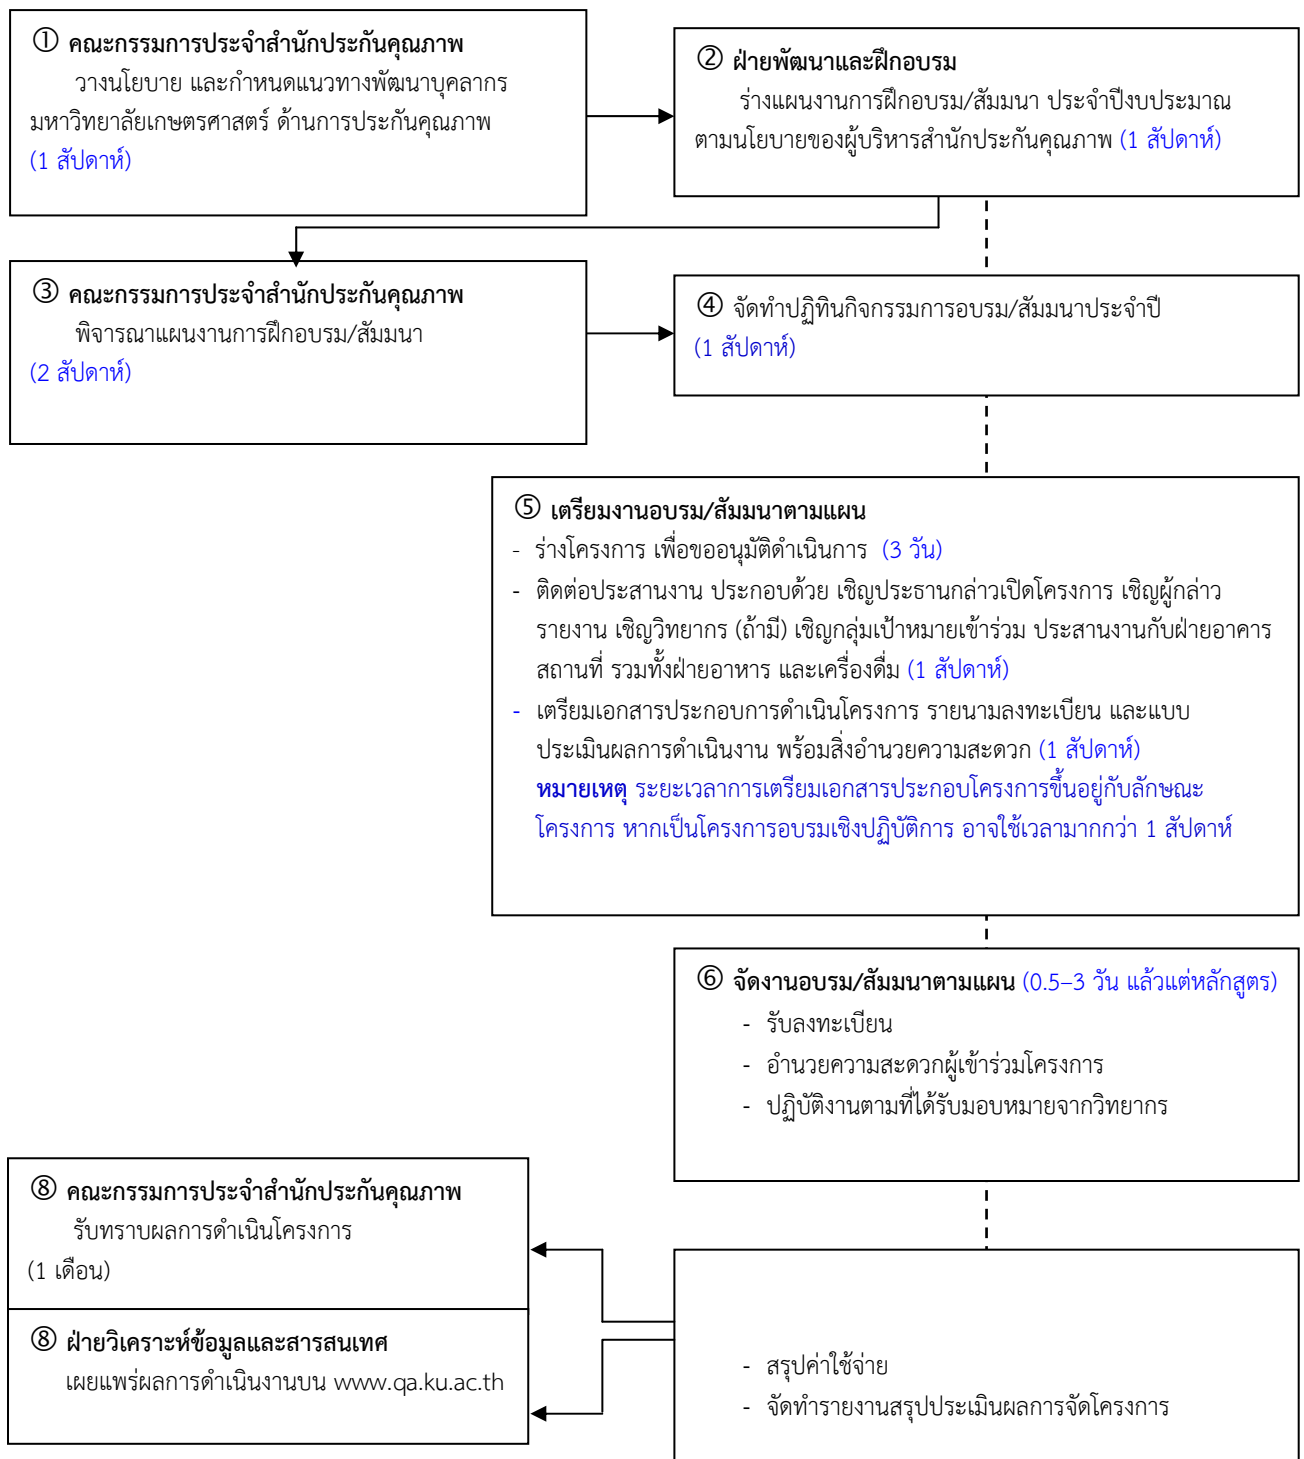 ① คณะกรรมการประจำสำนักประกันคุณภาพ
วางนโยบาย และกำหนดแนวทางพัฒนาบุคลากร
มหาวิทยาลัยเกษตรศาสตร์ ด้านการประกันคุณภาพ
(1 สัปดาห์)
② ฝ่ายพัฒนาและฝึกอบรม
ร่างแผนงานการฝึกอบรม/สัมมนา ประจำปีงบประมาณ
ตามนโยบายของผู้บริหารสำนักประกันคุณภาพ (1 สัปดาห์)
③ คณะกรรมการประจำสำนักประกันคุณภาพ
พิจารณาแผนงานการฝึกอบรม/สัมมนา
(2 สัปดาห์)
④ จัดทำปฏิทินกิจกรรมการอบรม/สัมมนาประจำปี
(1 สัปดาห์)
⑤ เตรียมงานอบรม/สัมมนาตามแผน
- ร่างโครงการ เพื่อขออนุมัติดำเนินการ (3 วัน)
- ติดต่อประสานงาน ประกอบด้วย เชิญประธานกล่าวเปิดโครงการ เชิญผู้กล่าว
รายงาน เชิญวิทยากร (ถ้ามี) เชิญกลุ่มเป้าหมายเข้าร่วม ประสานงานกับฝ่ายอาคาร
สถานที่ รวมทั้งฝ่ายอาหาร และเครื่องดื่ม (1 สัปดาห์)
- เตรียมเอกสารประกอบการดำเนินโครงการ รายนามลงทะเบียน และแบบ
ประเมินผลการดำเนินงาน พร้อมสิ่งอำนวยความสะดวก (1 สัปดาห์)
หมายเหตุ ระยะเวลาการเตรียมเอกสารประกอบโครงการขึ้นอยู่กับลักษณะ
โครงการ หากเป็นโครงการอบรมเชิงปฏิบัติการ อาจใช้เวลามากกว่า 1 สัปดาห์
⑥ จัดงานอบรม/สัมมนาตามแผน (0.5–3 วัน แล้วแต่หลักสูตร)
- รับลงทะเบียน
- อำนวยความสะดวกผู้เข้าร่วมโครงการ
- ปฏิบัติงานตามที่ได้รับมอบหมายจากวิทยากร
⑧ คณะกรรมการประจำสำนักประกันคุณภาพ
รับทราบผลการดำเนินโครงการ
(1 เดือน)
⑧ ฝ่ายวิเคราะห์ข้อมูลและสารสนเทศ
เผยแพร่ผลการดำเนินงานบน www.qa.ku.ac.th
- สรุปค่าใช้จ่าย
- จัดทำรายงานสรุปประเมินผลการจัดโครงการ